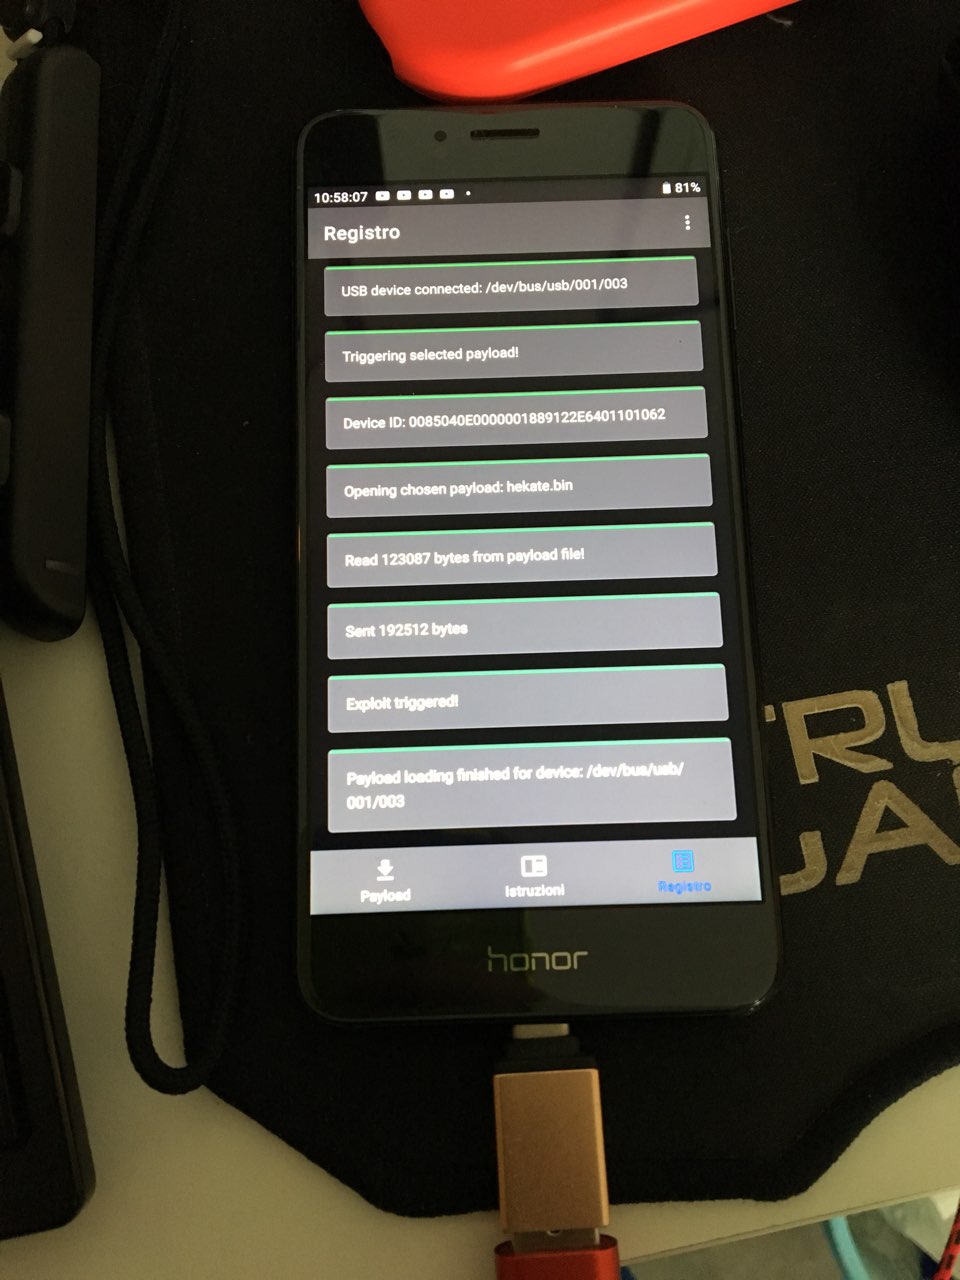 10:58:07
81%
Registro
USB device connected: /dev/bus/usb/001/003
Triggering selected payload!
Device ID: 0085040E0000001889122E6401101062
Opening chosen payload: hekate.bin
Read 123087 bytes from payload file!
Sent 192512 bytes
Exploit triggered!
Payload loading finished for device: /dev/bus/usb/
001/003
Payload
Istruzioni
Registro
honor